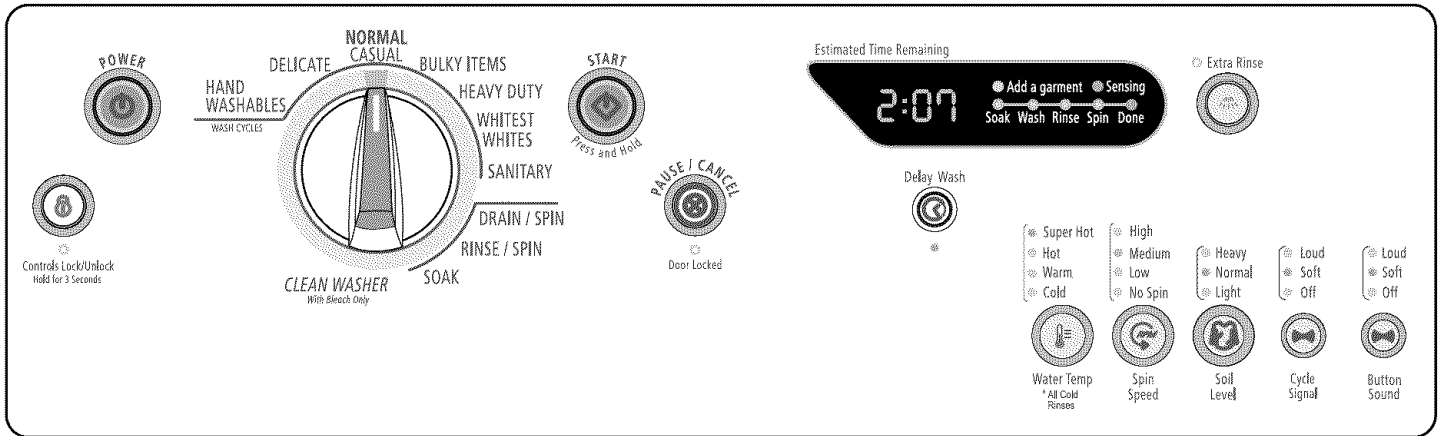 POWER
Controls Lock/Unlock
Hold for 3 Seconds
HAND
WASHABLES
WASH CYCLES
DELICATE
NORMAL
CASUAL
BULKY ITEMS
HEAVY DUTY
WHITEST
WHITES
SANITARY
DRAIN / SPIN
RINSE / SPIN
SOAK
CLEAN WASHER
With Bleach Only
START
Press and Hold
PAUSE / CANCEL
Door Locked
Estimated Time Remaining
2:07
Add a garment Sensing
Soak Wash Rinse Spin Done
Extra Rinse
Delay Wash
Super Hot
Hot
Warm
Cold
Water Temp
* All Cold
Rinses
High
Medium
Low
No Spin
Spin
Speed
Heavy
Normal
Light
Soil
Level
Loud
Soft
Off
Cycle
Signal
Loud
Soft
Off
Button
Sound